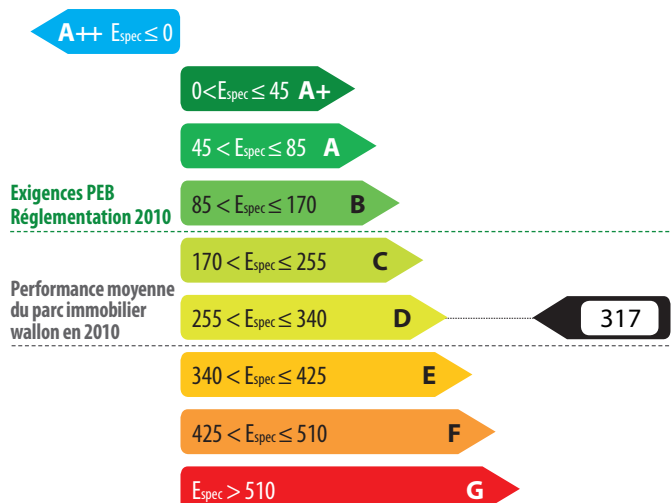 A++ Espec ≤ 0
0<Espec ≤ 45 A+
45 < Espec ≤ 85 A
Exigences PEB
Réglementation 2010
85 < Espec ≤ 170 B
170 < Espec ≤ 255 C
Performance moyenne
du parc immobilier
wallon en 2010
255 < Espec ≤ 340 D
317
340 < Espec ≤ 425 E
425 < Espec ≤ 510 F
Espec > 510 G